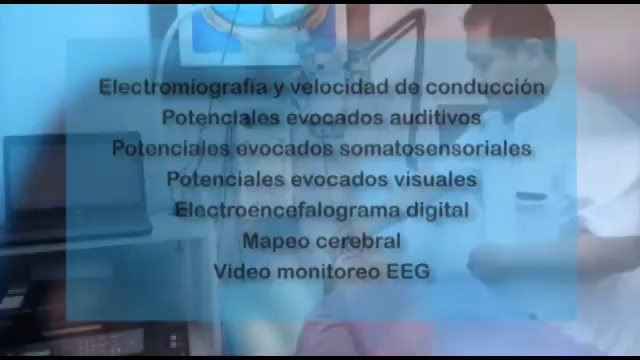 Electromiografía y velocidad de conducción
Potenciales evocados auditivos
Potenciales evocados somatosensoriales
Potenciales evocados visuales
Electroencefalograma digital
Mapeo cerebral
Video monitoreo EEG